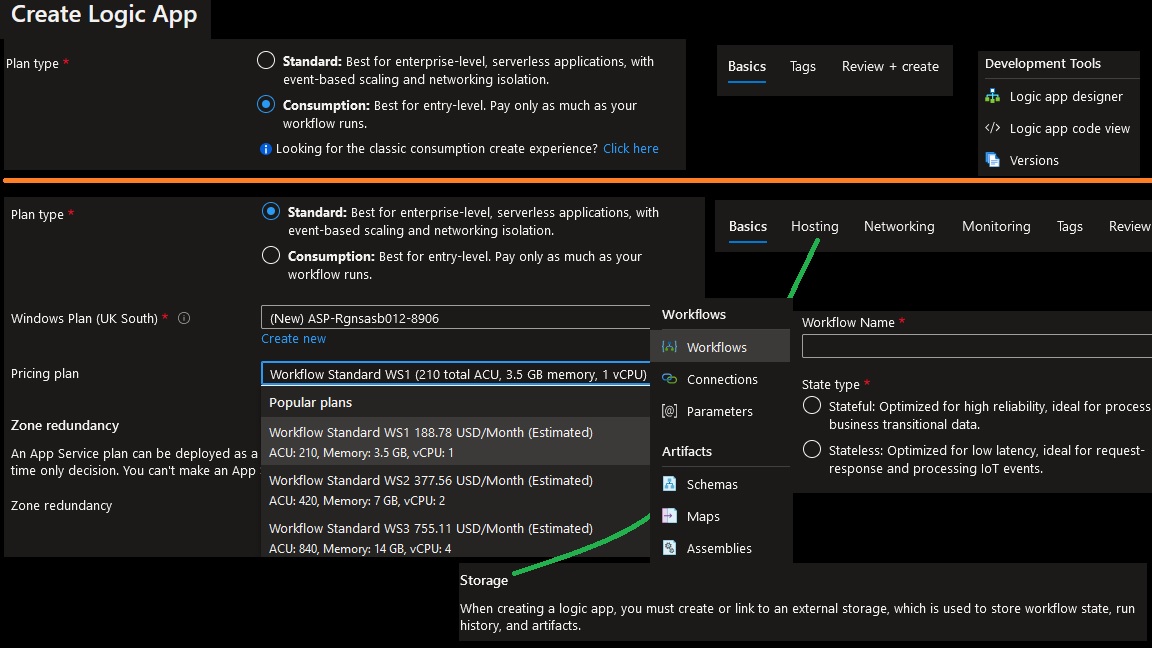 Create Logic App
Plan type *
Standard: Best for enterprise-level, serverless applications, with
event-based scaling and networking isolation.
Consumption: Best for entry-level. Pay only as much as your
workflow runs.
Looking for the classic consumption create experience? Click here
Basics Tags Review + create
Development Tools
Logic app designer
Logic app code view
Versions
Plan type *
Standard: Best for enterprise-level, serverless applications, with
event-based scaling and networking isolation.
Consumption: Best for entry-level. Pay only as much as your
workflow runs.
Windows Plan (UK South) *
(New) ASP-Rgnsasb012-8906
Create new
Pricing plan
Workflow Standard WS1 (210 total ACU, 3.5 GB memory, 1 vCPU)
Popular plans
Workflow Standard WS1 188.78 USD/Month (Estimated)
ACU: 210, Memory: 3.5 GB, vCPU: 1
Workflow Standard WS2 377.56 USD/Month (Estimated)
ACU: 420, Memory: 7 GB, vCPU: 2
Workflow Standard WS3 755.11 USD/Month (Estimated)
ACU: 840, Memory: 14 GB, vCPU: 4
Zone redundancy
An App Service plan can be deployed as a
time only decision. You can't make an App
Zone redundancy
Basics Hosting Networking Monitoring Tags Review
Workflows
Workflows
Connections
Parameters
Artifacts
Schemas
Maps
Assemblies
Workflow Name *
State type *
Stateful: Optimized for high reliability, ideal for process
business transitional data.
Stateless: Optimized for low latency, ideal for request-
response and processing IoT events.
Storage
When creating a logic app, you must create or link to an external storage, which is used to store workflow state, run
history, and artifacts.